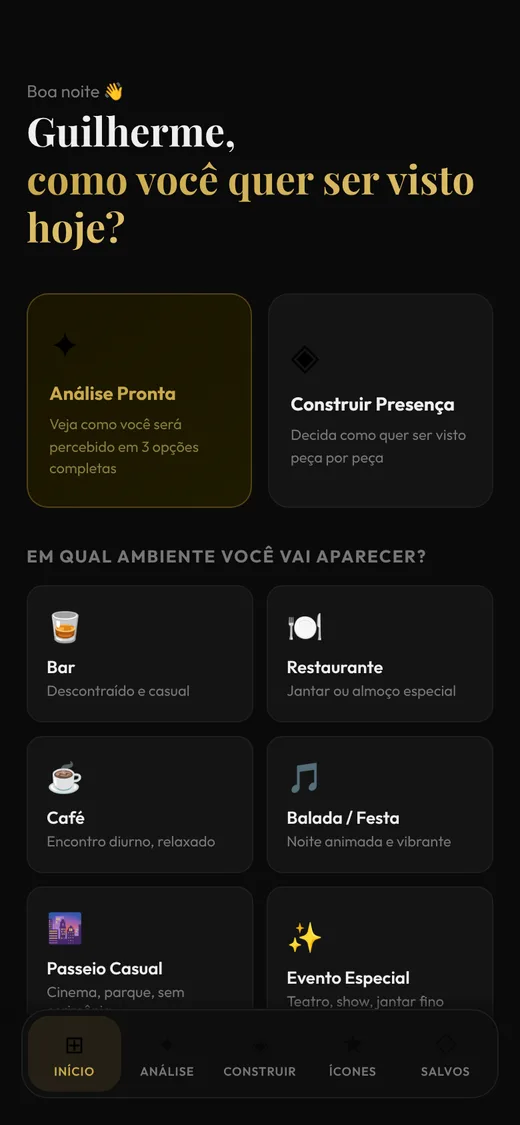 Boa noite 👋
Guilherme,
como você quer ser visto
hoje?
Análise Pronta
Veja como você será
percebido em 3 opções
completas
Construir Presença
Decida como quer ser visto
peça por peça
EM QUAL AMBIENTE VOCÊ VAI APARECER?
Bar
Descontraído e casual
Restaurante
Jantar ou almoço especial
Café
Encontro diurno, relaxado
Balada / Festa
Noite animada e vibrante
Passeio Casual
Cinema, parque, sem
Evento Especial
Teatro, show, jantar fino
INÍCIO
ANÁLISE
CONSTRUIR
ÍCONES
SALVOS